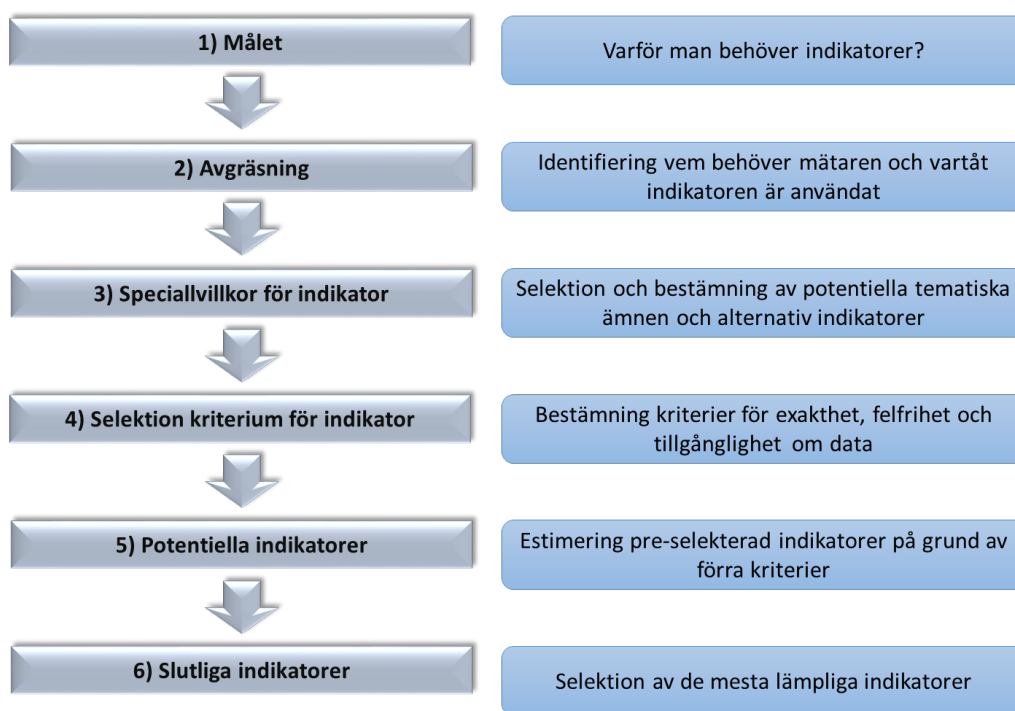 1) Målet
Varför man behöver indikatorer?
2) Avgräsning
Identifiering vem behöver mätaren och vartåt
indikatoren är användat
3) Speciallvillkor för indikator
Selektion och bestämning av potentiella tematiska
ämnen och alternativ indikatorer
4) Selektion kriterium för indikator
Bestämning kriterier för exakthet, felfrihet och
tillgånglighet om data
5) Potentiella indikatorer
Estimering pre-selekterad indikatorer på grund av
förra kriterier
6) Slutliga indikatorer
Selektion av de mesta lämpliga indikatorer